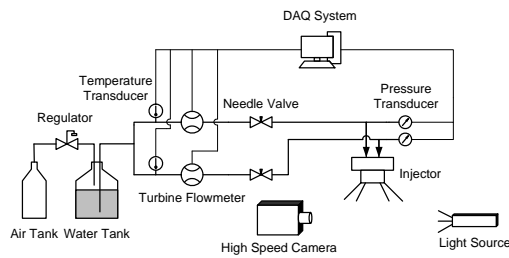 DAQ System
Temperature
Transducer
Needle Valve
Pressure
Transducer
Regulator
Injector
Turbine Flowmeter
Air Tank
Water Tank
High Speed Camera
Light Source